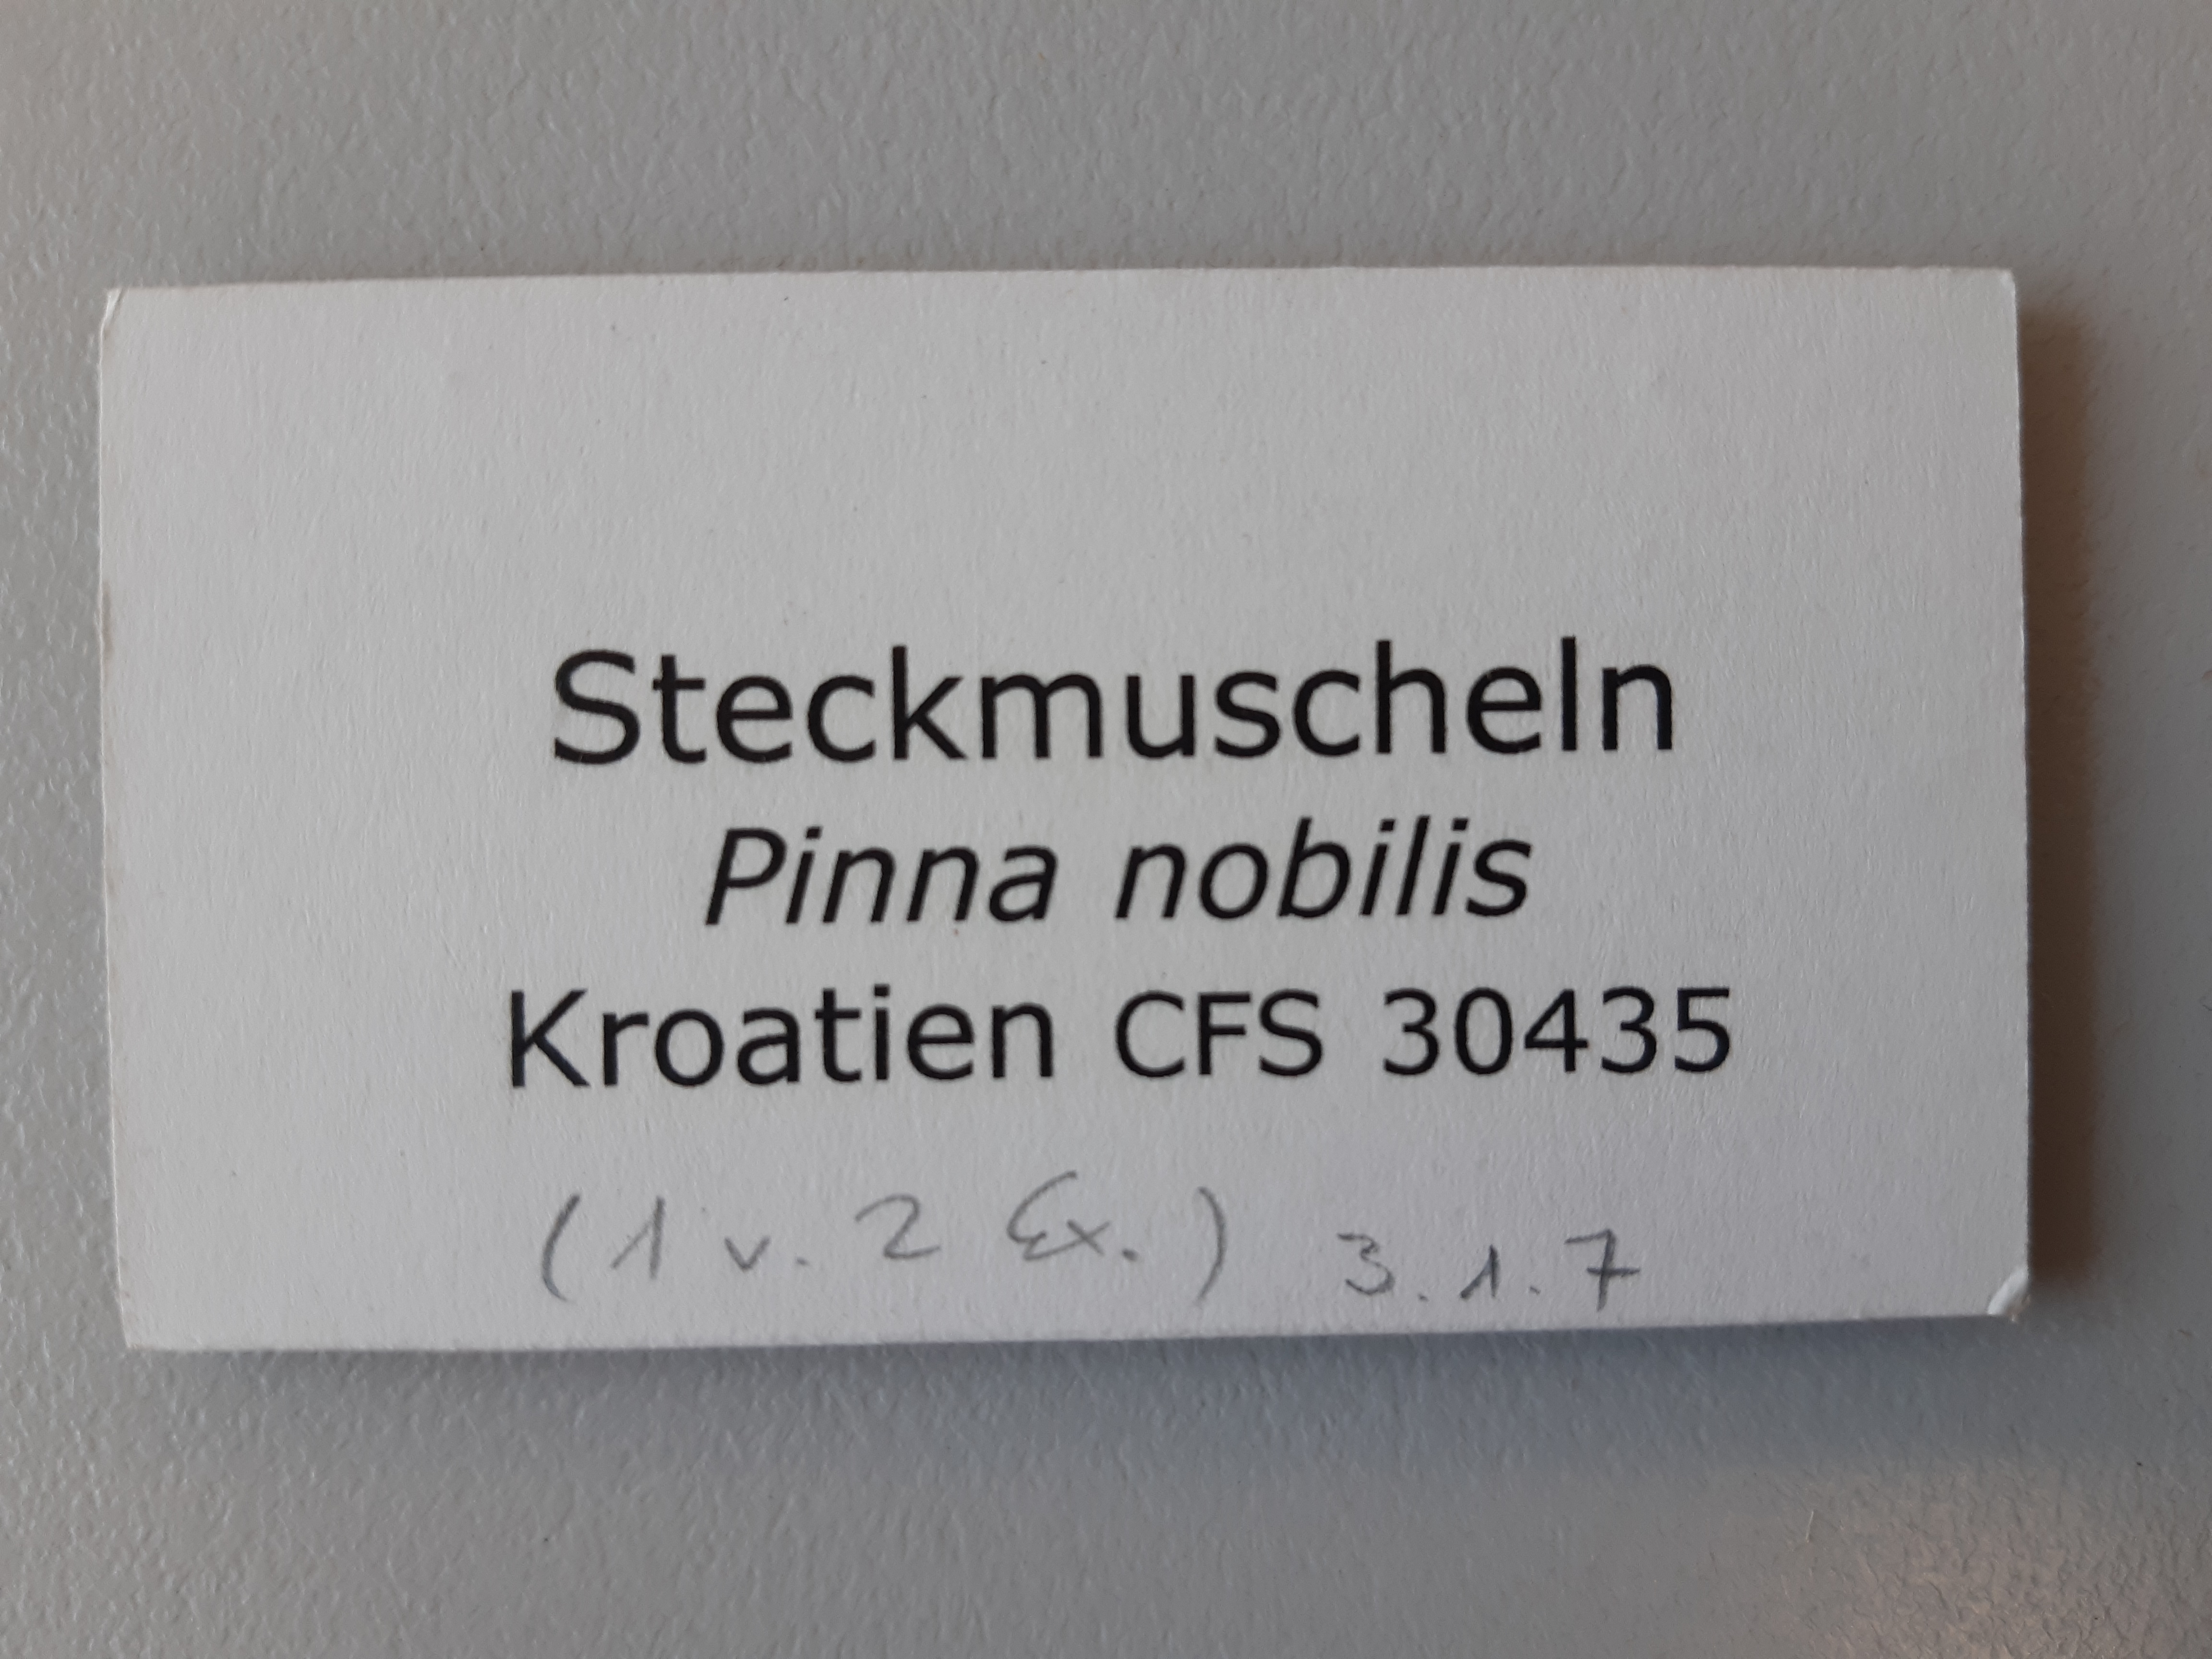 Steckmuscheln
Pinna nobilis
Kroatien CFS 30435
(1 v. 2 Ex.) 3.1.7